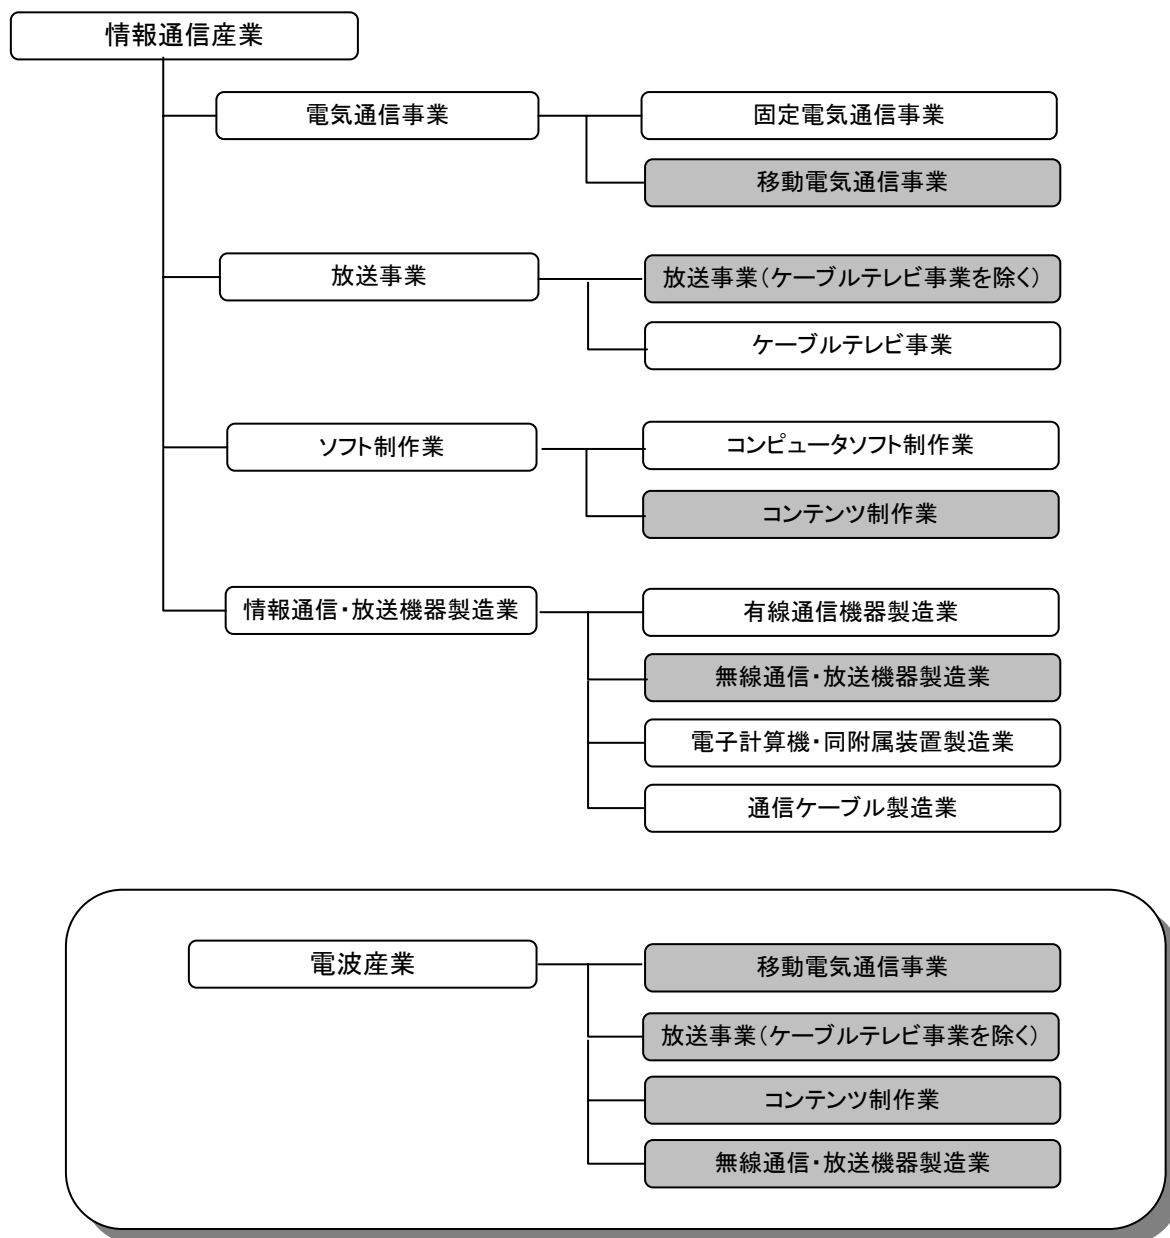 情報通信産業
電気通信事業
固定電気通信事業
移動電気通信事業
放送事業
放送事業(ケーブルテレビ事業を除く)
ケーブルテレビ事業
ソフト制作業
コンピュータソフト制作業
コンテンツ制作業
情報通信・放送機器製造業
有線通信機器製造業
無線通信・放送機器製造業
電子計算機・同附属装置製造業
通信ケーブル製造業
電波産業
移動電気通信事業
放送事業(ケーブルテレビ事業を除く)
コンテンツ制作業
無線通信・放送機器製造業